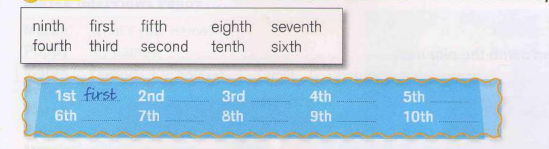 ninth first fifth eighth seventh
fourth third second tenth sixth
1st first 2nd ........ 3rd ........ 4th ........ 5th ........
6th ........ 7th ........ 8th ........ 9th ........ 10th ........